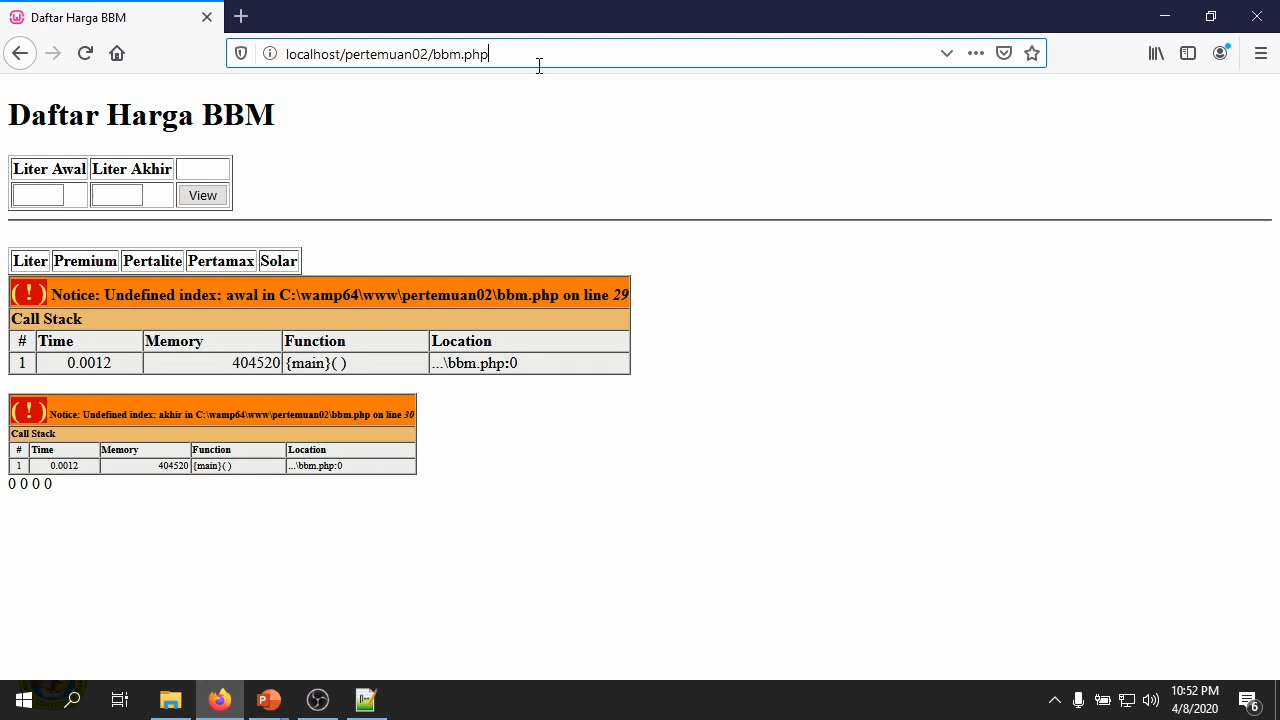 Daftar Harga BBM
localhost/pertemuan02/bbm.php
Daftar Harga BBM
Liter Awal Liter Akhir
View
Liter Premium Pertalite Pertamax Solar
( ! ) Notice: Undefined index: awal in C:\wamp64\www\pertemuan02\bbm.php on line 29
Call Stack
# Time Memory Function Location
1 0.0012 404520 {main}( ) ...\bbm.php:0
( ! ) Notice: Undefined index: akhir in C:\wamp64\www\pertemuan02\bbm.php on line 30
Call Stack
# Time Memory Function Location
1 0.0012 404520 {main}( ) ...\bbm.php:0
0 0 0 0
10:52 PM
4/8/2020
6